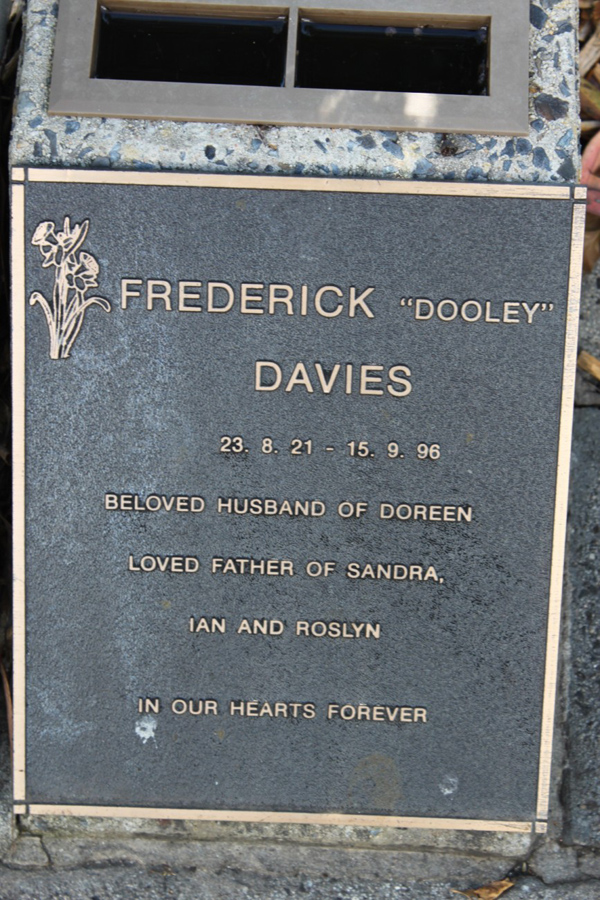 FREDERICK "DOOLEY"
DAVIES
23. 8. 21 - 15. 9. 96
BELOVED HUSBAND OF DOREEN
LOVED FATHER OF SANDRA,
IAN AND ROSLYN
IN OUR HEARTS FOREVER